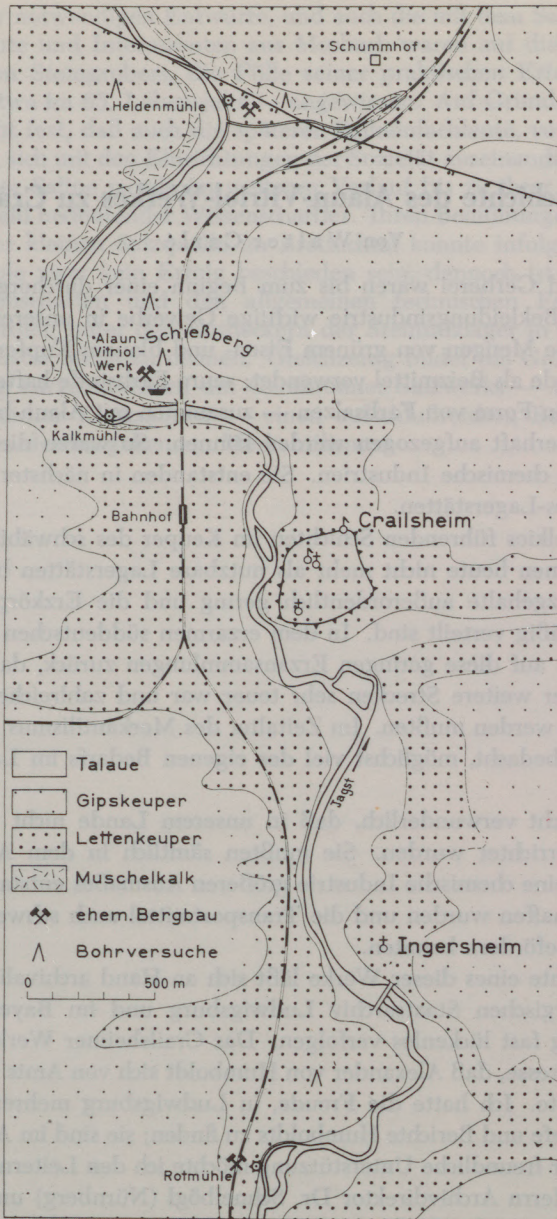 Schummhof
Heldenmühle
Alaun-
Vitriol-
Werk
Schießberg
Kalkmühle
Bahnhof
Crailsheim
Jagst
Talaue
Gipskeuper
Lettenkeuper
Muschelkalk
ehem. Bergbau
Bohrversuche
0 500 m
Ingersheim
Rotmühle